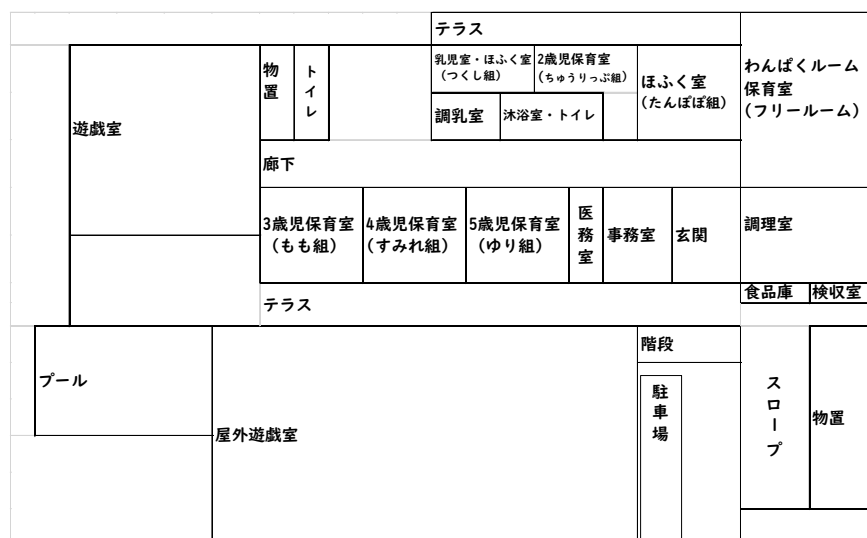 テラス
物置
トイレ
乳児室・ほふく室
(つくし組)
2歳児保育室
(ちゅうりっぷ組)
ほふく室
(たんぽぽ組)
わんぱくルーム
保育室
(フリールーム)
遊戯室
調乳室
沐浴室・トイレ
廊下
3歳児保育室
(もも組)
4歳児保育室
(すみれ組)
5歳児保育室
(ゆり組)
医務室
事務室
玄関
調理室
食品庫
検収室
テラス
階段
プール
駐車場
スロープ
物置
屋外遊戯室